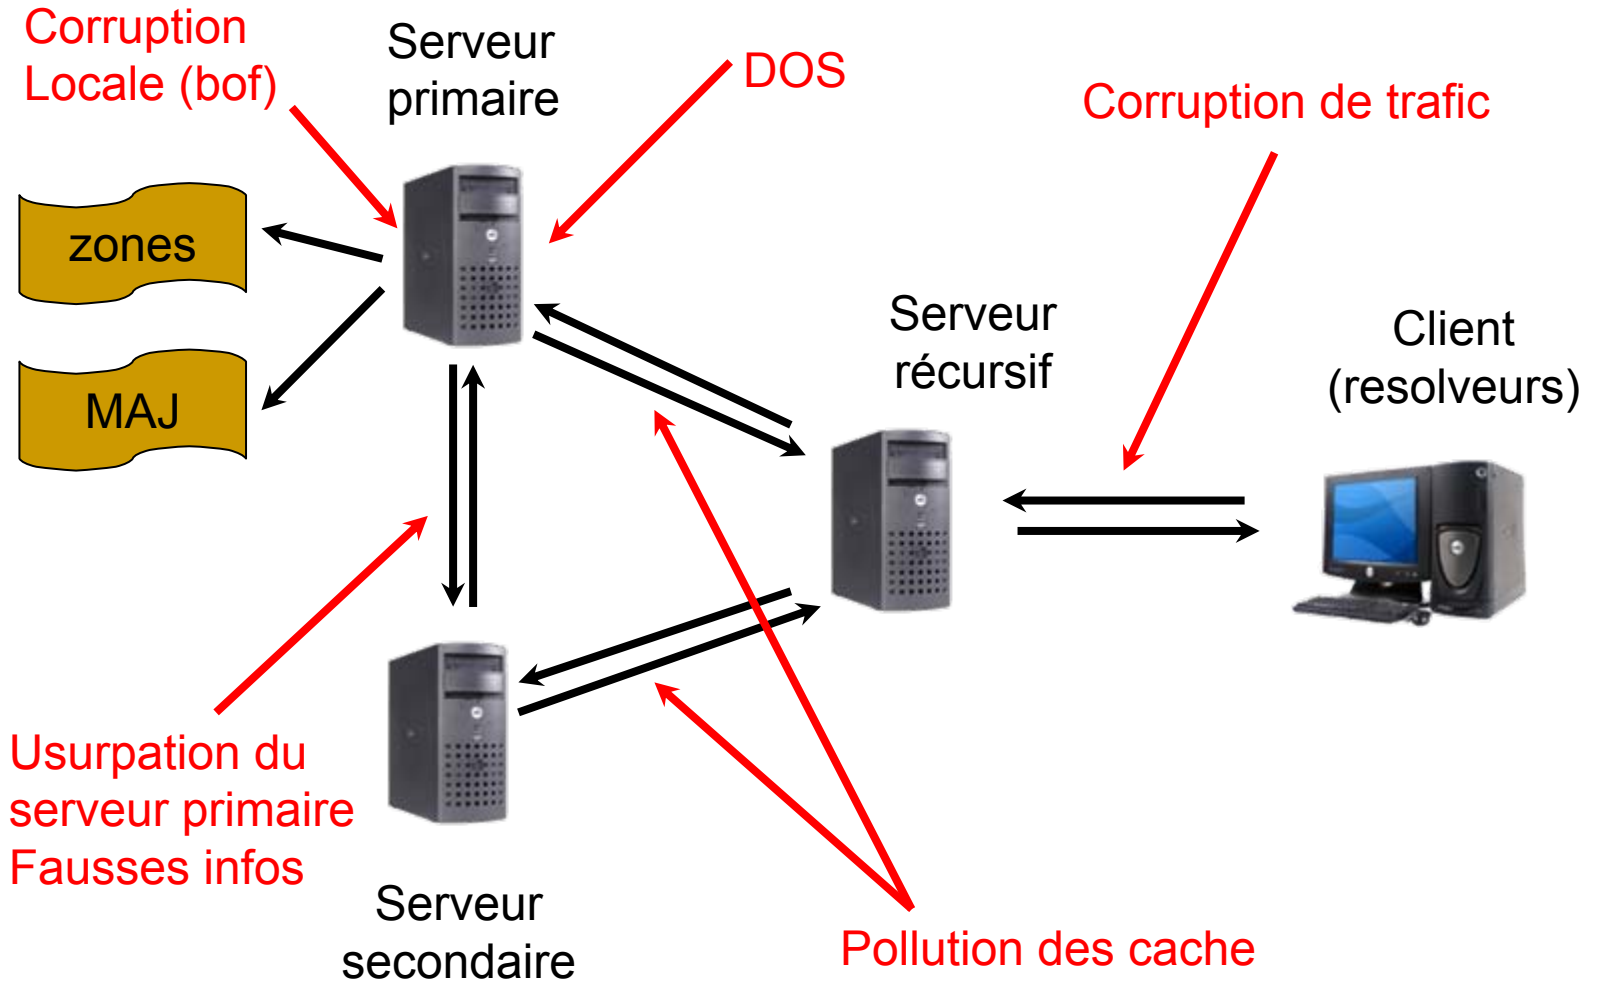 Corruption
Locale (bof)
Serveur
primaire
DOS
Corruption de trafic
zones
MAJ
Serveur
récursif
Client
(resolveurs)
Usurpation du
serveur primaire
Fausses infos
Serveur
secondaire
Pollution des cache